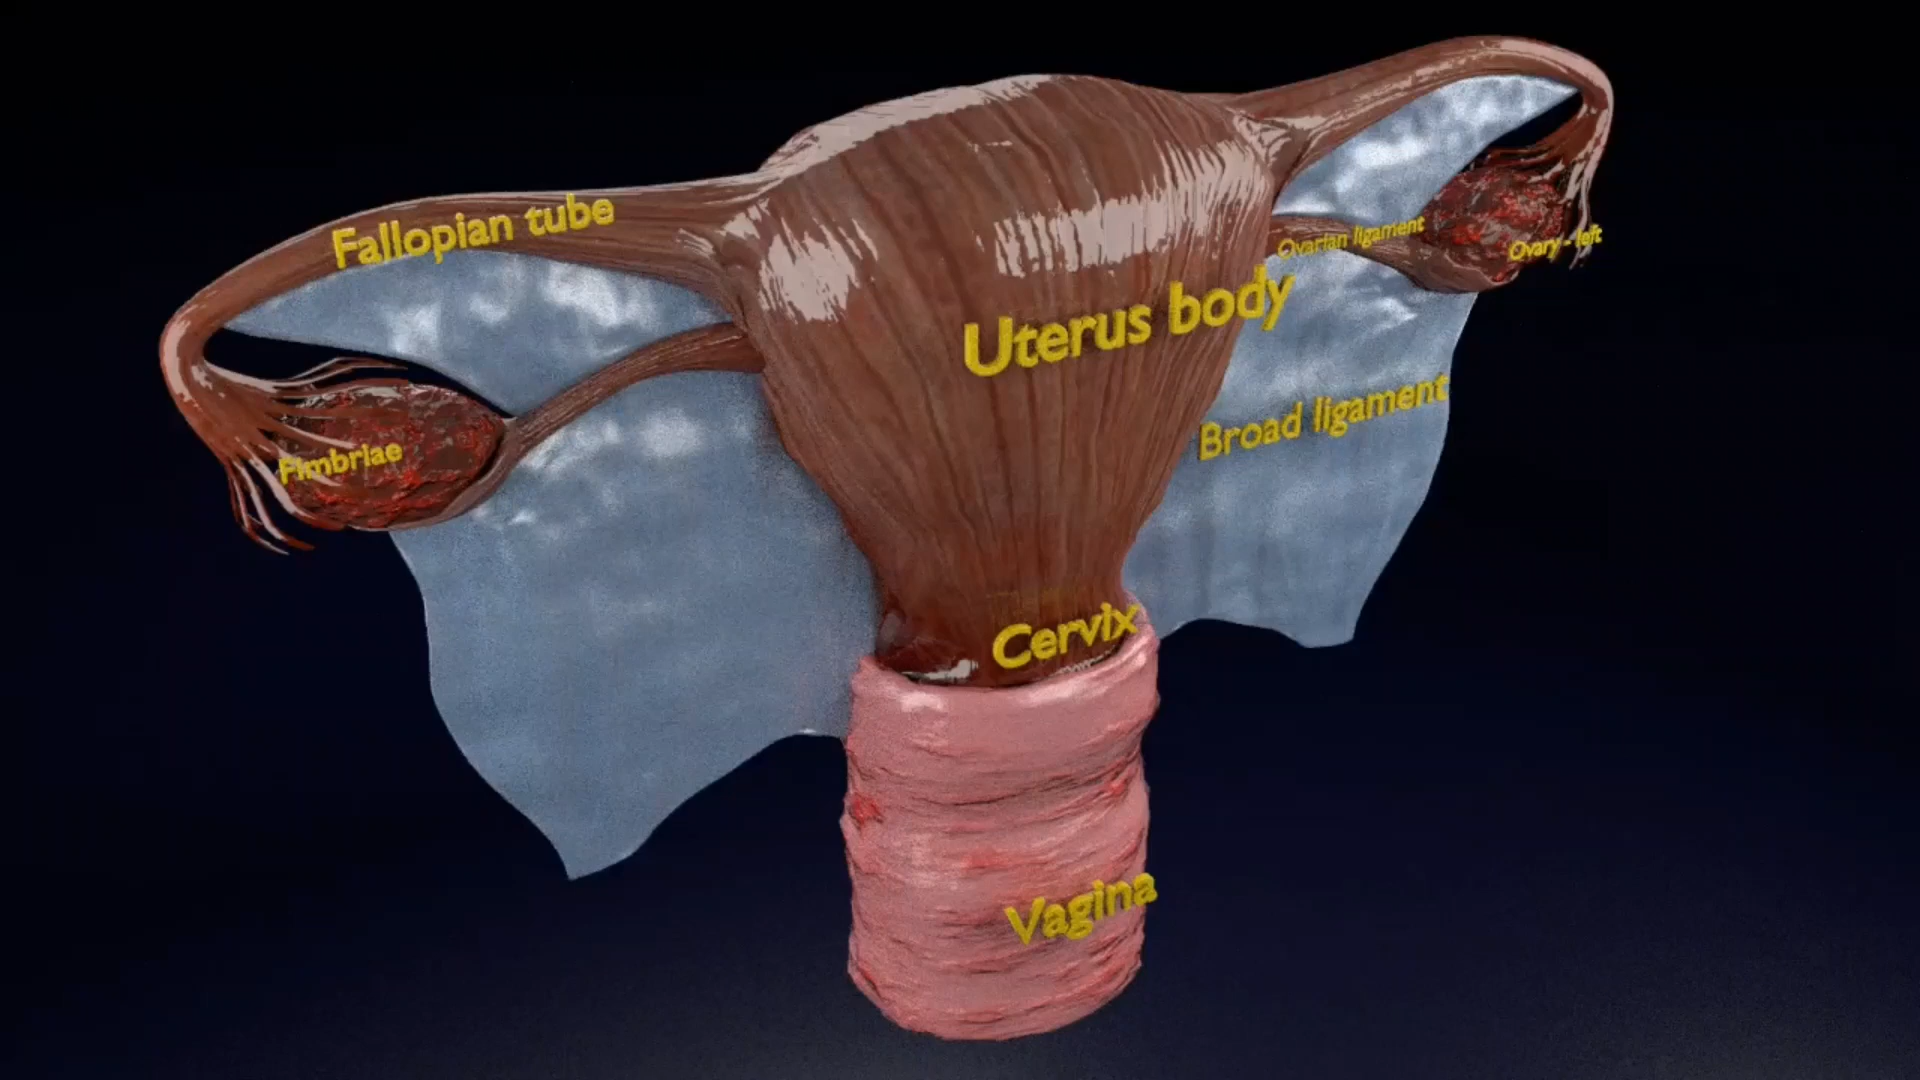 Fallopian tube
Ovarian ligament
Ovary - left
Uterus body
Broad ligament
Fimbriae
Cervix
Vagina